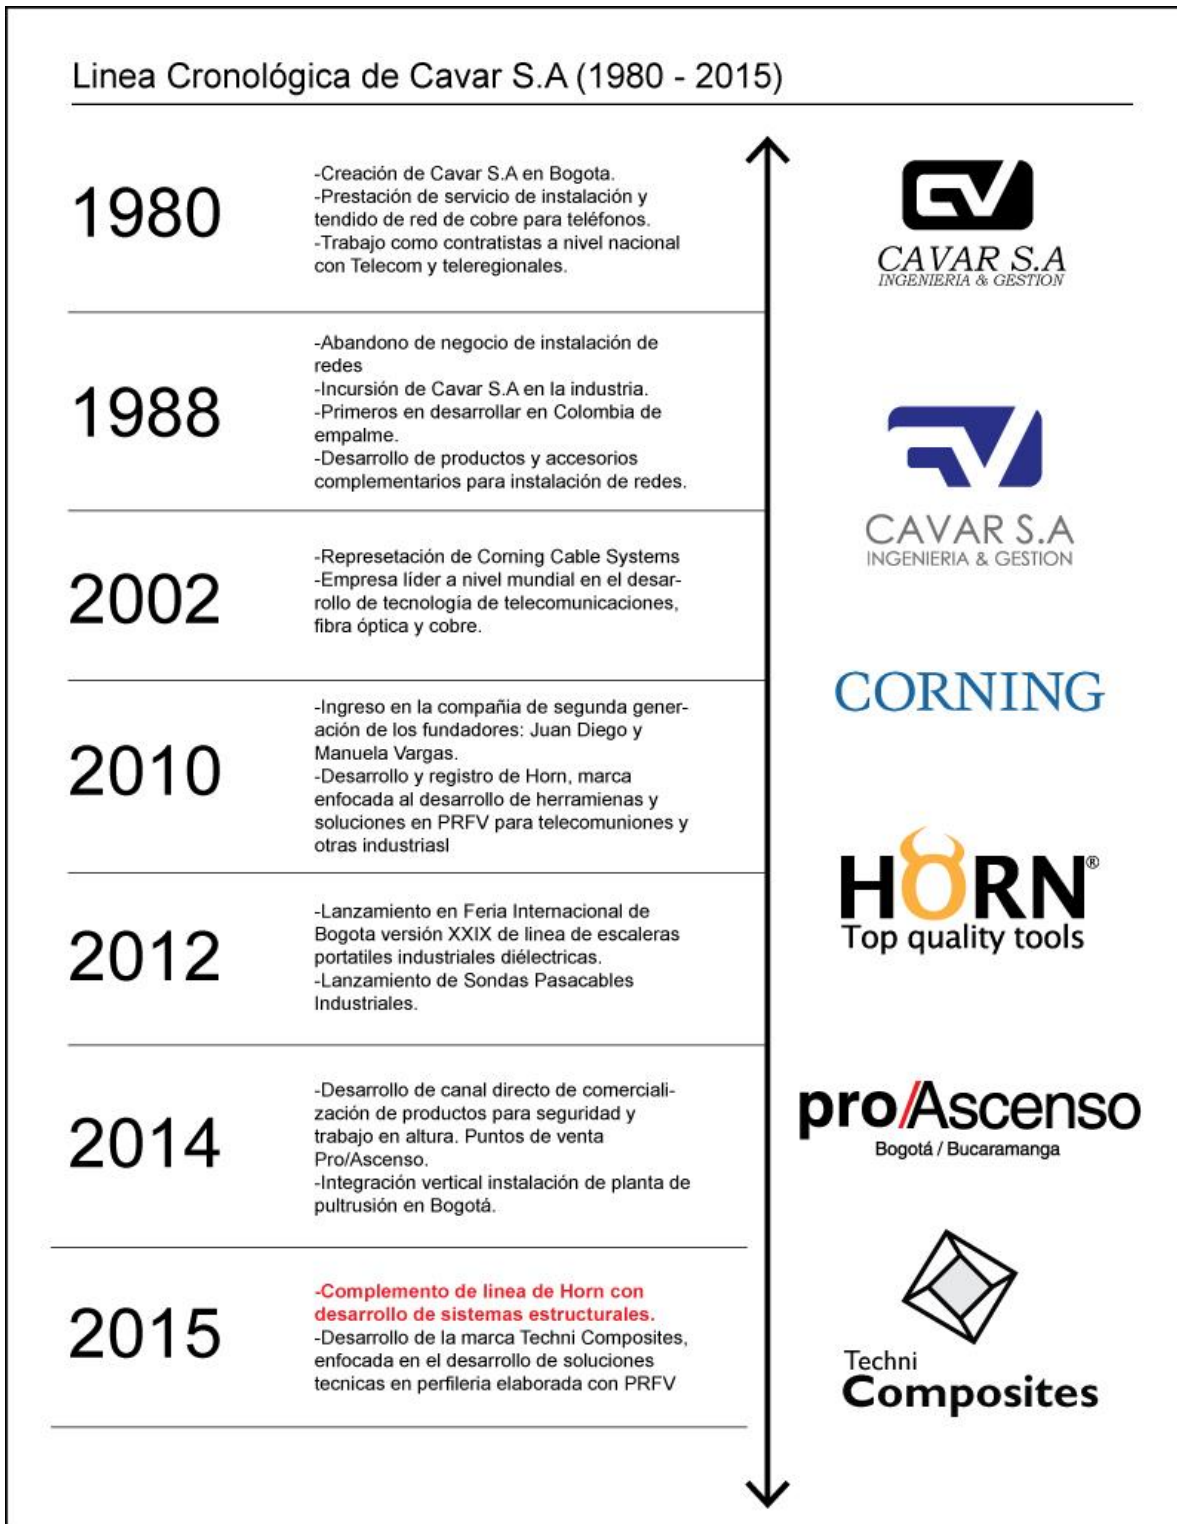 Linea Cronológica de Cavar S.A (1980 - 2015)
1980
-Creación de Cavar S.A en Bogota.
-Prestación de servicio de instalación y
tendido de red de cobre para teléfonos.
-Trabajo como contratistas a nivel nacional
con Telecom y teleregionales.
CV
CAVAR S.A
INGENIERIA & GESTION
1988
-Abandono de negocio de instalación de
redes
-Incursión de Cavar S.A en la industria.
-Primeros en desarrollar en Colombia de
empalme.
-Desarrollo de productos y accesorios
complementarios para instalación de redes.
CV
CAVAR S.A
INGENIERIA & GESTION
2002
-Represetación de Corning Cable Systems
-Empresa líder a nivel mundial en el desar-
rollo de tecnología de telecomunicaciones,
fibra óptica y cobre.
CORNING
2010
-Ingreso en la compañia de segunda gener-
ación de los fundadores: Juan Diego y
Manuela Vargas.
-Desarrollo y registro de Horn, marca
enfocada al desarrollo de herramienas y
soluciones en PRFV para telecomuniones y
otras industriasl
HORN®
Top quality tools
2012
-Lanzamiento en Feria Internacional de
Bogota versión XXIX de linea de escaleras
portatiles industriales diélectricas.
-Lanzamiento de Sondas Pasacables
Industriales.
2014
-Desarrollo de canal directo de comerciali-
zación de productos para seguridad y
trabajo en altura. Puntos de venta
Pro/Ascenso.
-Integración vertical instalación de planta de
pultrusión en Bogotá.
pro/Ascenso
Bogotá / Bucaramanga
2015
-Complemento de linea de Horn con
desarrollo de sistemas estructurales.
-Desarrollo de la marca Techni Composites,
enfocada en el desarrollo de soluciones
tecnicas en perfileria elaborada con PRFV
Techni
Composites